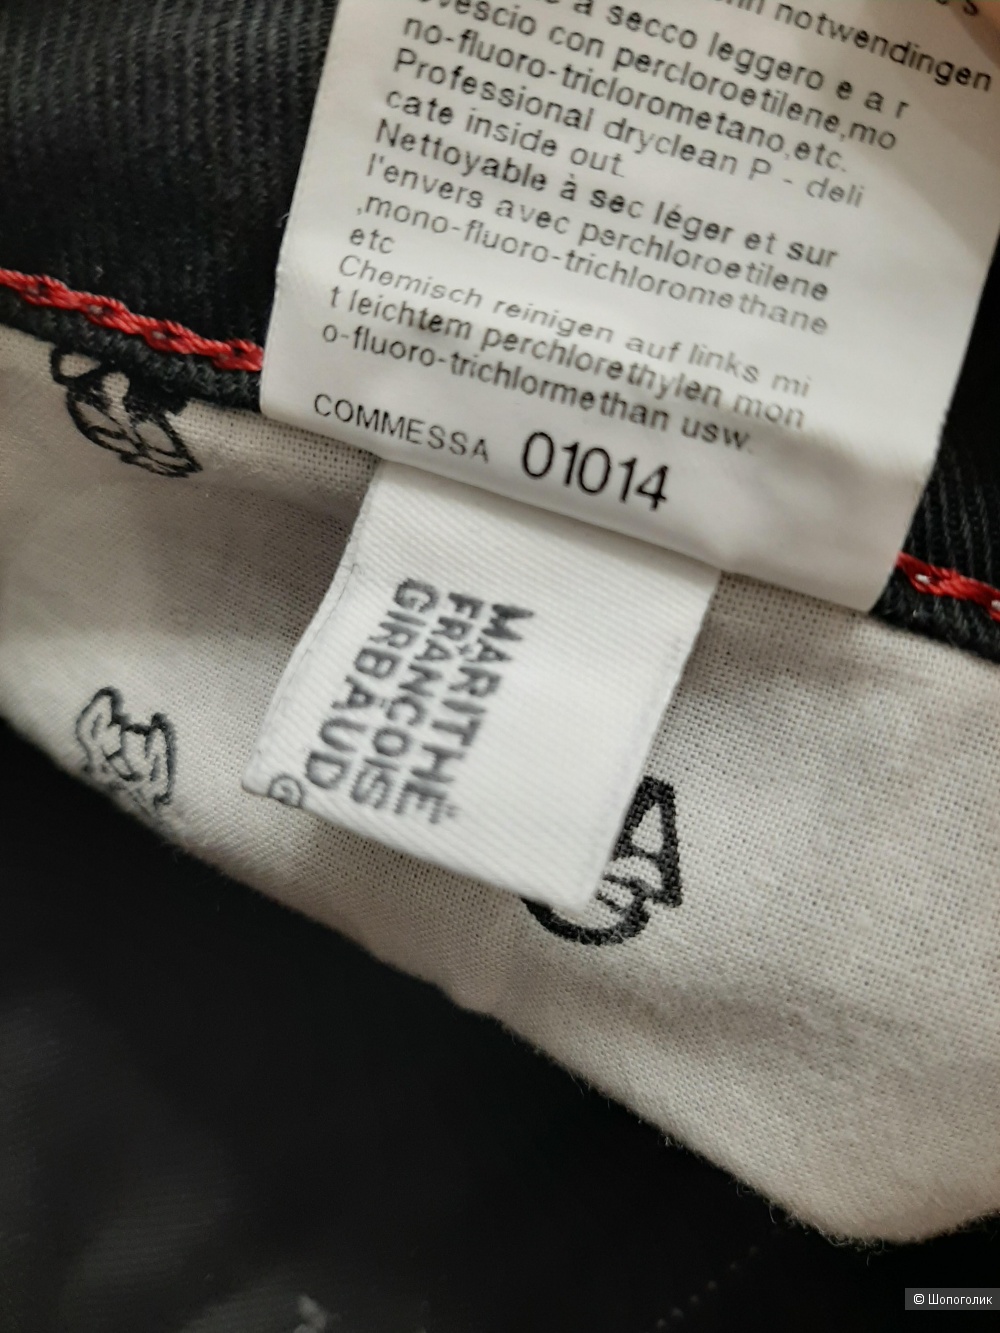 a secco leggero e a r
vescio con percloroetilene,mo
no-fluoro-triclorometano,etc.
Professional dryclean P - deli
cate inside out.
Nettoyable à sec léger et sur
l'envers avec perchloroetilene
,mono-fluoro-trichloromethane
etc
Chemisch reinigen auf links mi
t leichtem perchlorethylen mon
o-fluoro-trichlormethan usw.
COMMESSA 01014
MARITHÉ
FRANÇOIS
GIRBAUD
notwendingen
© Шопоголик